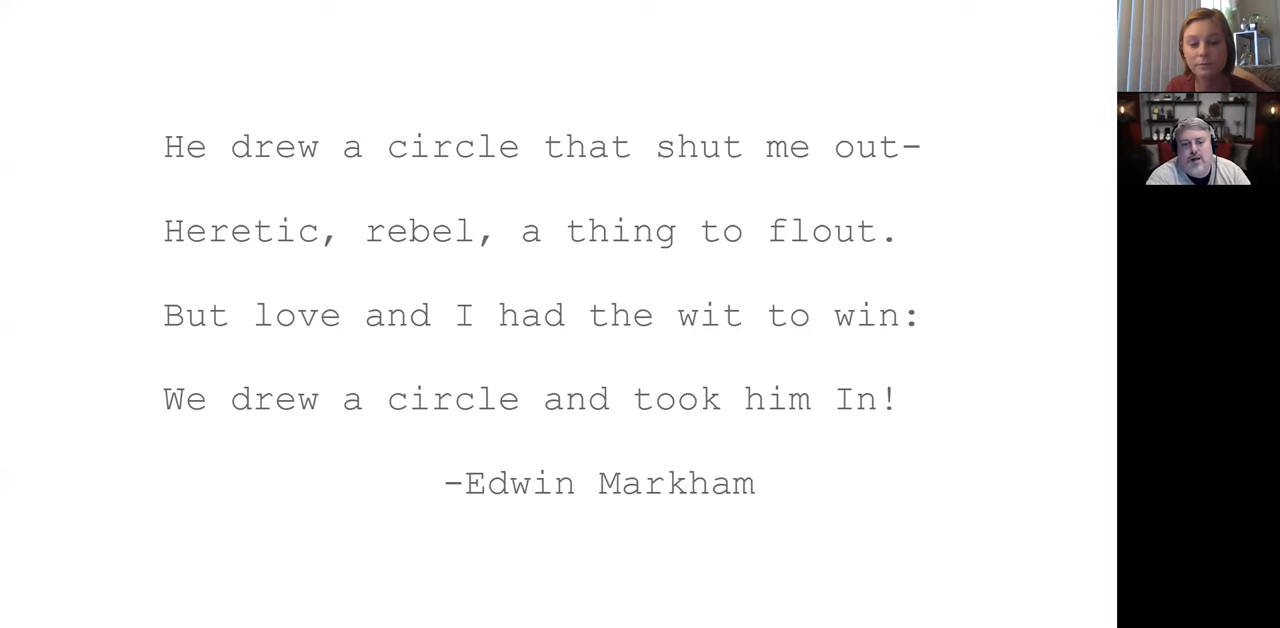 He drew a circle that shut me out-
Heretic, rebel, a thing to flout.
But love and I had the wit to win:
We drew a circle and took him In!
-Edwin Markham